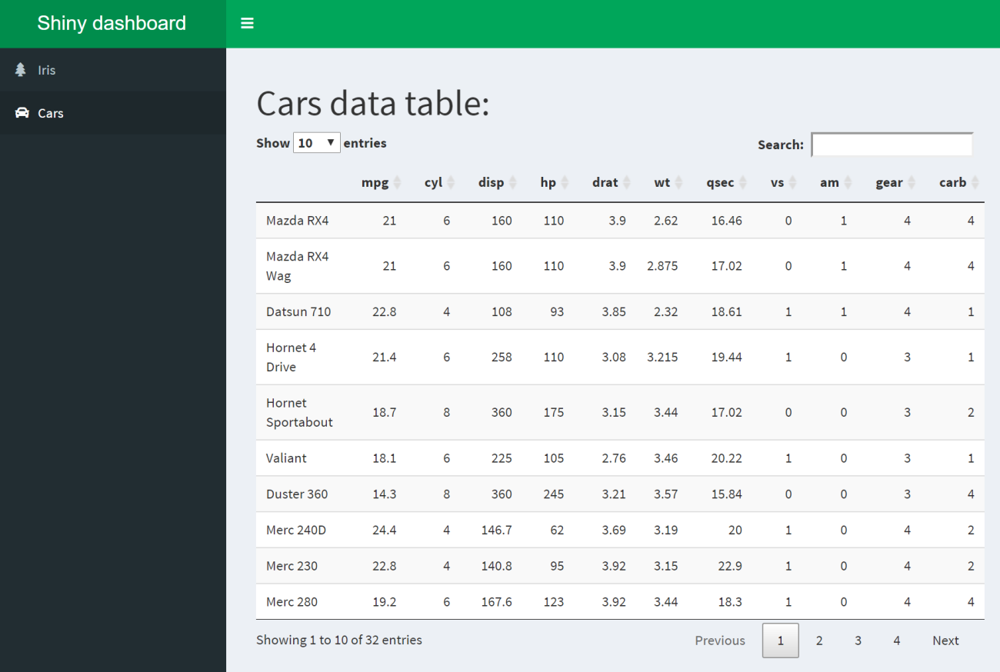 Shiny dashboard
Iris
Cars
Cars data table:
Show 10 entries
Search:
mpg cyl disp hp drat wt qsec vs am gear carb
Mazda RX4 21 6 160 110 3.9 2.62 16.46 0 1 4 4
Mazda RX4
Wag 21 6 160 110 3.9 2.875 17.02 0 1 4 4
Datsun 710 22.8 4 108 93 3.85 2.32 18.61 1 1 4 1
Hornet 4
Drive 21.4 6 258 110 3.08 3.215 19.44 1 0 3 1
Hornet
Sportabout 18.7 8 360 175 3.15 3.44 17.02 0 0 3 2
Valiant 18.1 6 225 105 2.76 3.46 20.22 1 0 3 1
Duster 360 14.3 8 360 245 3.21 3.57 15.84 0 0 3 4
Merc 240D 24.4 4 146.7 62 3.69 3.19 20 1 0 4 2
Merc 230 22.8 4 140.8 95 3.92 3.15 22.9 1 0 4 2
Merc 280 19.2 6 167.6 123 3.92 3.44 18.3 1 0 4 4
Showing 1 to 10 of 32 entries
Previous 1 2 3 4 Next